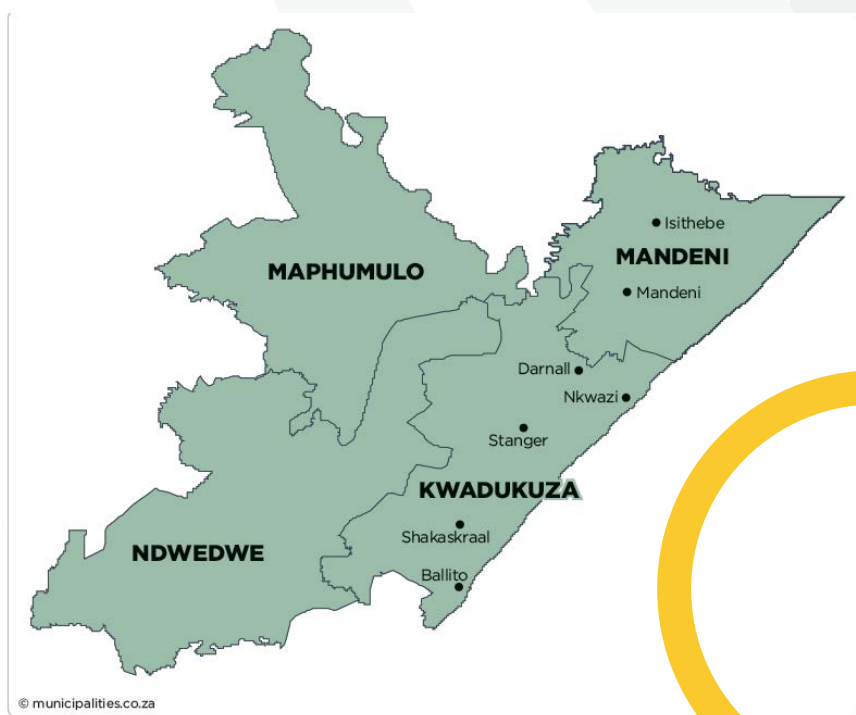 Isithebe
MANDENI
MAPHUMULO
Mandeni
Darnall
Nkwazi
Stanger
KWADUKUZA
Shakaskraal
NDWEDWE
Ballito
© municipalities.co.za